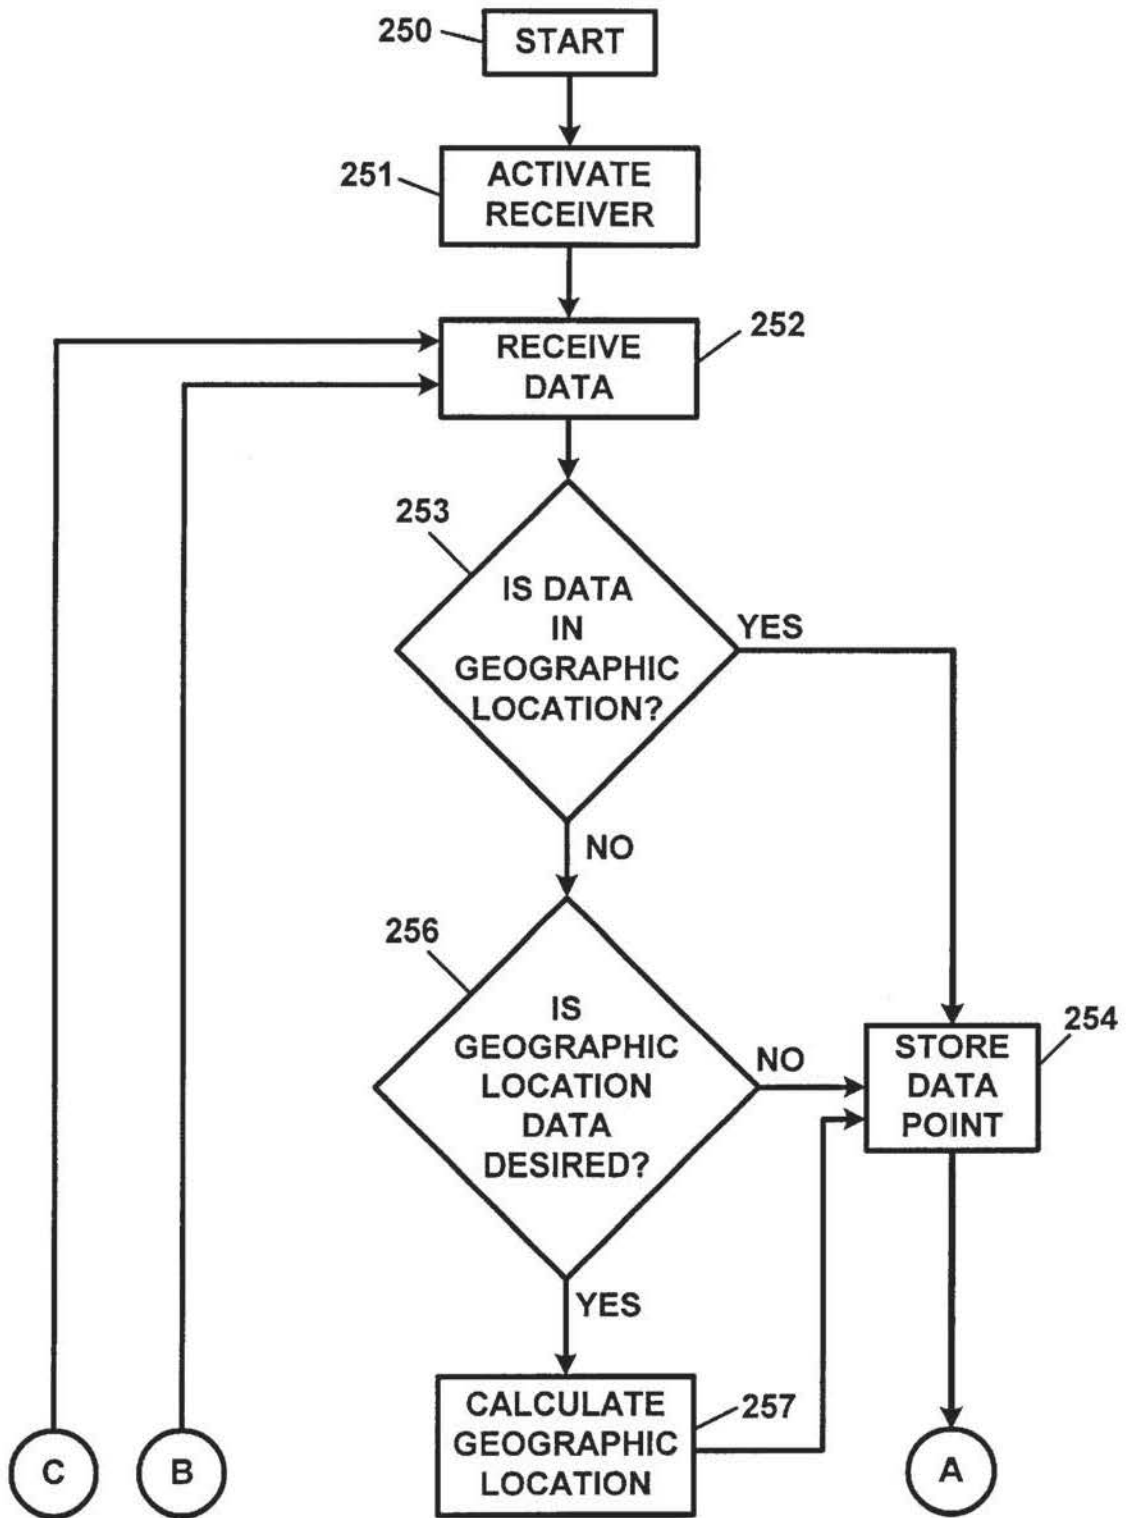 250
START
251
ACTIVATE
RECEIVER
252
RECEIVE
DATA
253
IS DATA
IN
GEOGRAPHIC
LOCATION?
YES
NO
256
IS
GEOGRAPHIC
LOCATION
DATA
DESIRED?
NO
254
STORE
DATA
POINT
YES
CALCULATE
GEOGRAPHIC
LOCATION
257
C
B
A